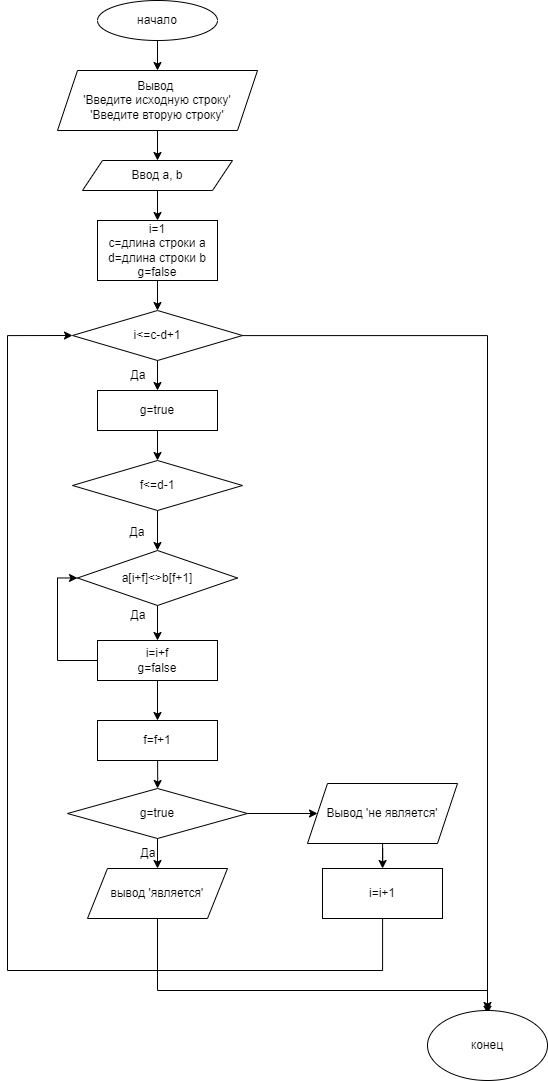 начало
Вывод
'Введите исходную строку'
'Введите вторую строку'
Ввод a, b
i=1
c=длина строки a
d=длина строки b
g=false
i<=c-d+1
Да
g=true
f<=d-1
Да
a[i+f]<>b[f+1]
Да
i=i+f
g=false
f=f+1
g=true
Вывод 'не является'
Да
вывод 'является'
i=i+1
конец